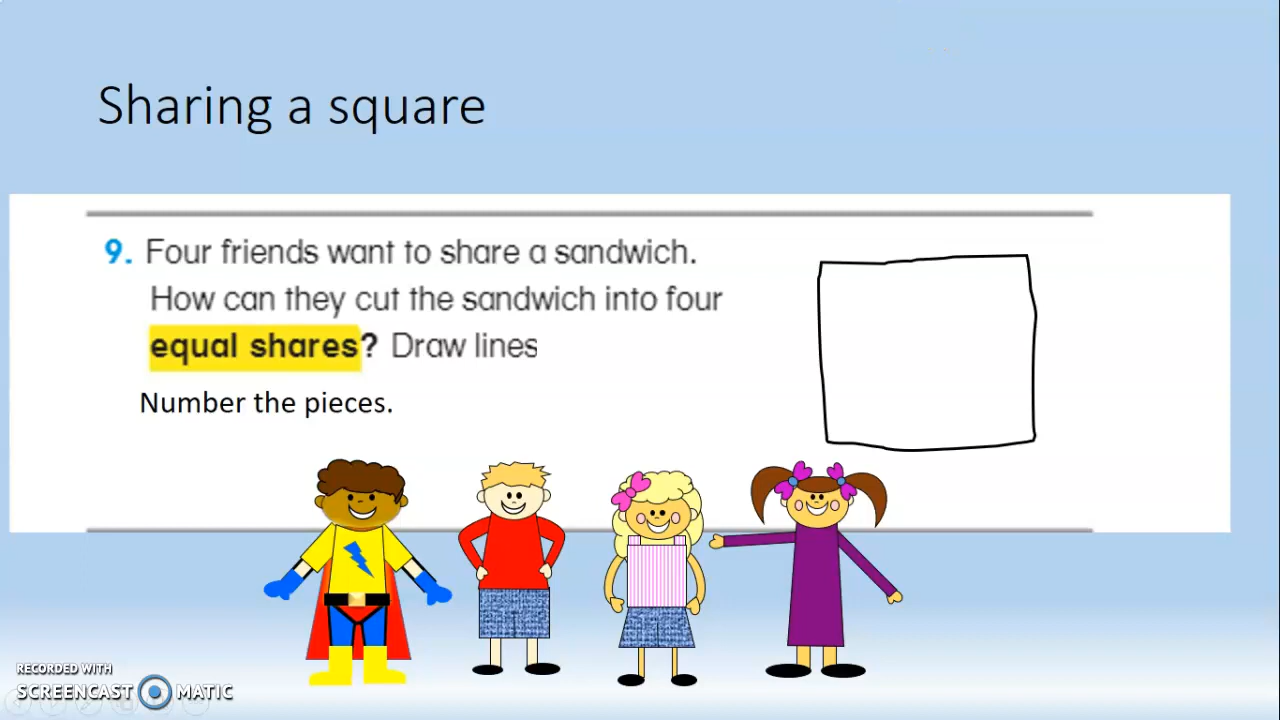 Sharing a square
9. Four friends want to share a sandwich.
How can they cut the sandwich into four
equal shares? Draw lines
Number the pieces.
RECORDED WITH
SCREENCAST MATIC